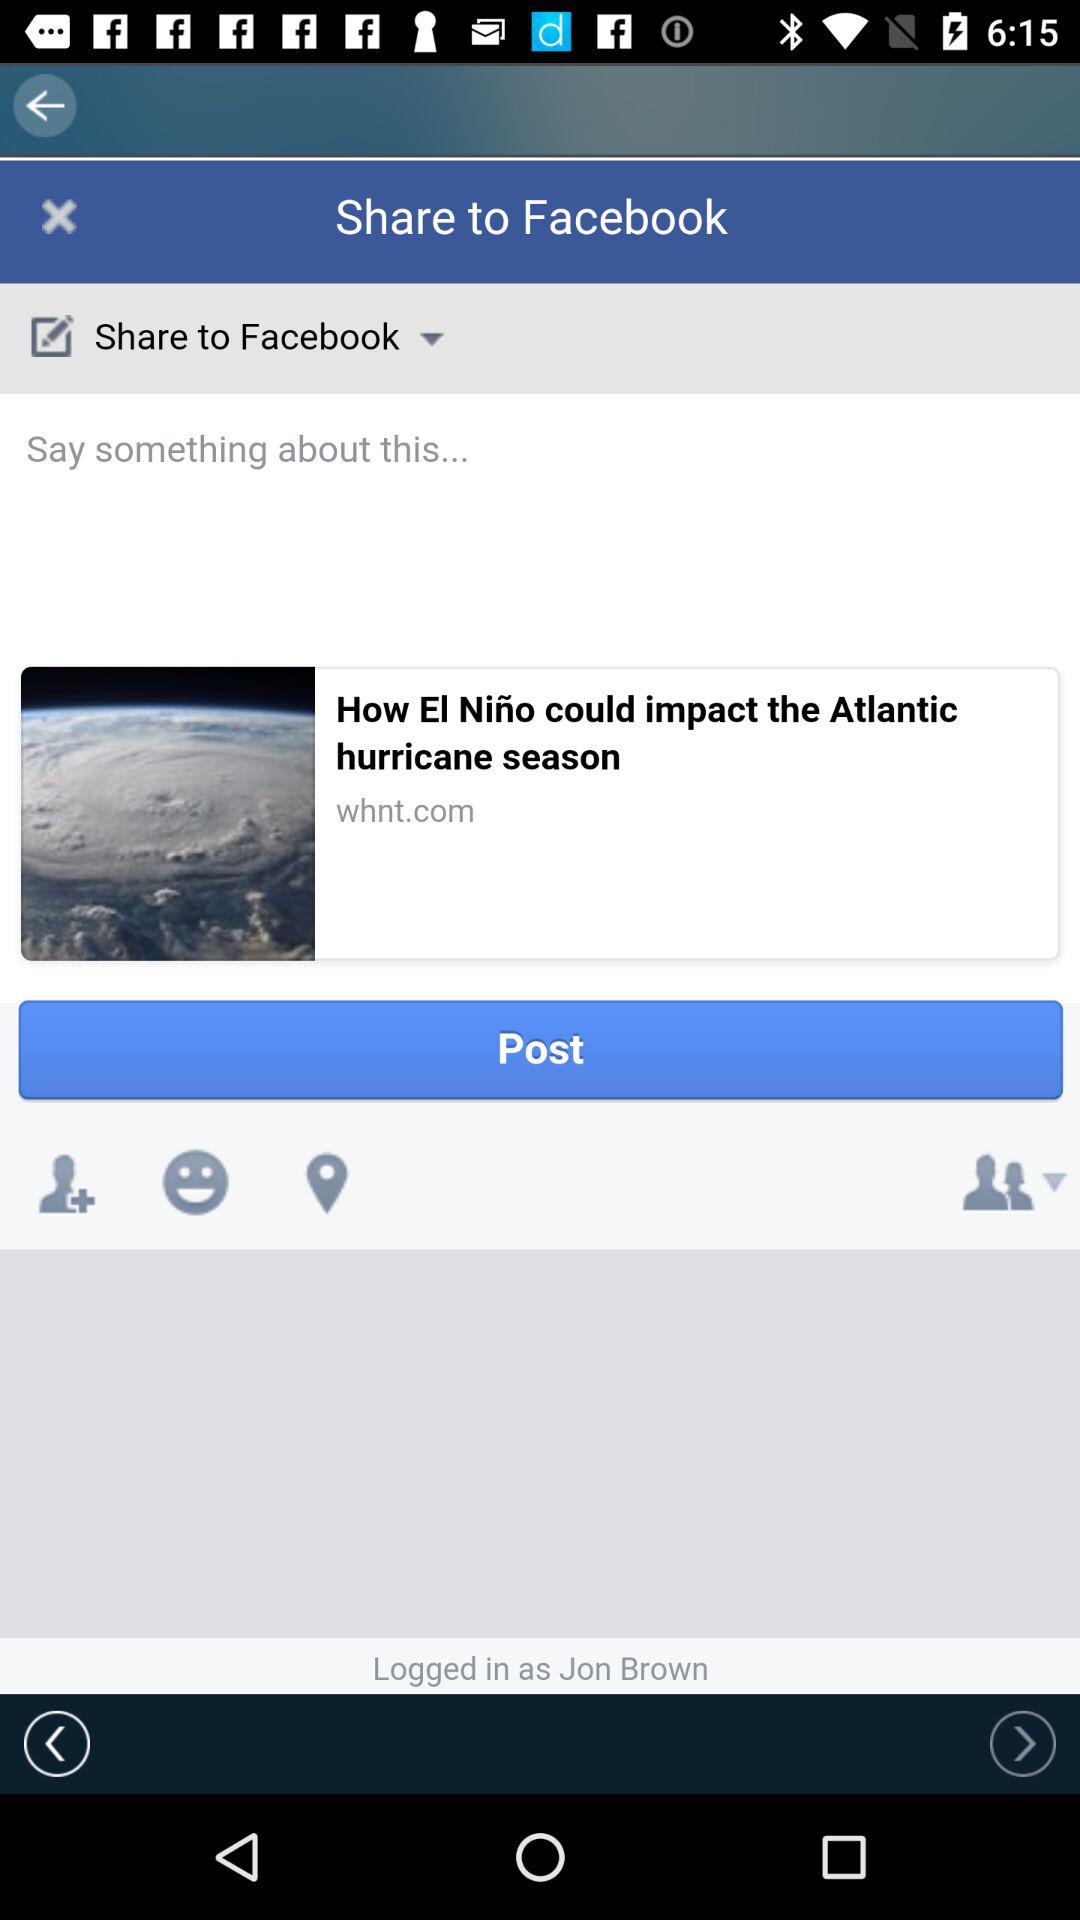 6:15
Share to Facebook
Share to Facebook
Say something about this...
How El Niño could impact the Atlantic
hurricane season
whnt.com
Post
Logged in as Jon Brown